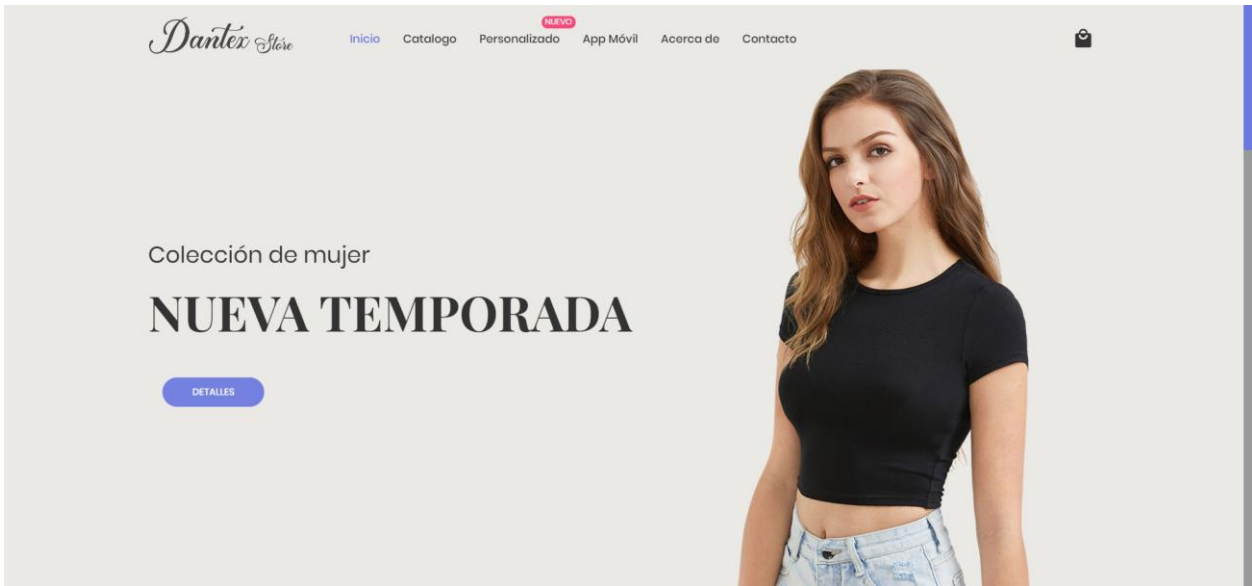 Dantex Store
NUEVO
Inicio Catalogo Personalizado App Móvil Acerca de Contacto
Colección de mujer
NUEVA TEMPORADA
DETALLES